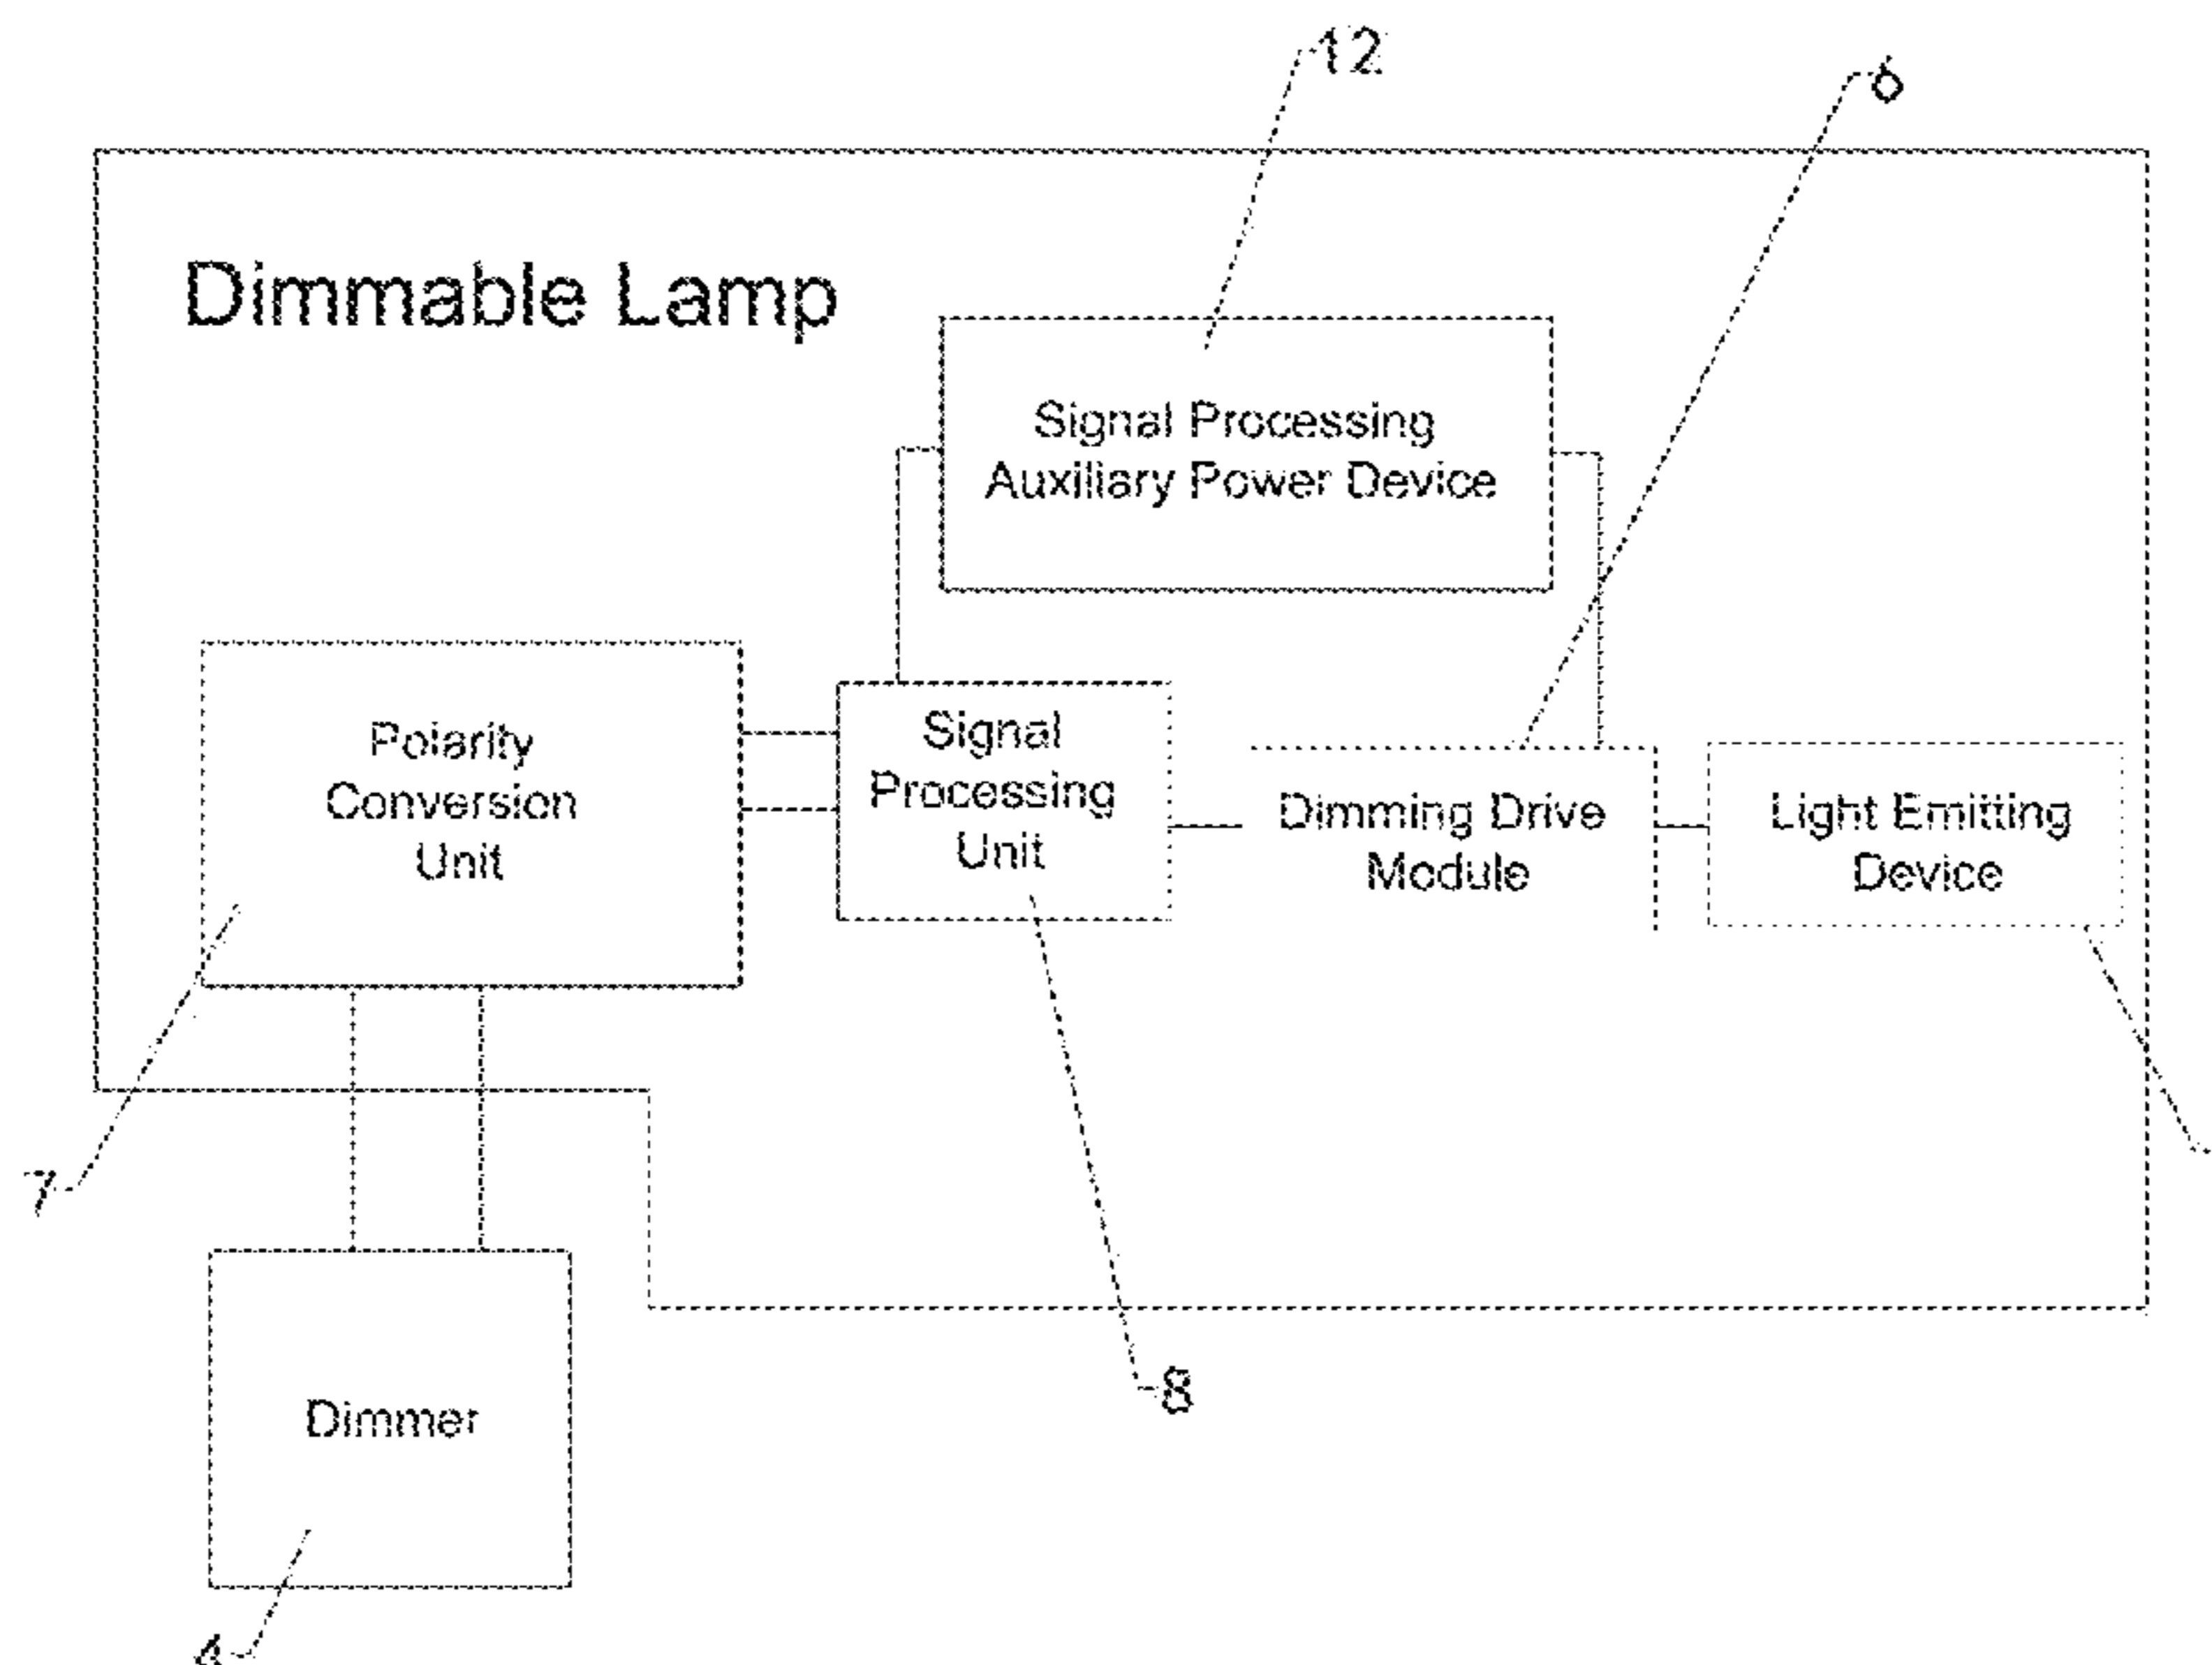 12
6
Dimmable Lamp
Signal Processing
Auxiliary Power Device
Polarity
Conversion
Unit
Signal
Processing
Unit
Dimming Drive
Module
Light Emitting
Device
7
8
Dimmer